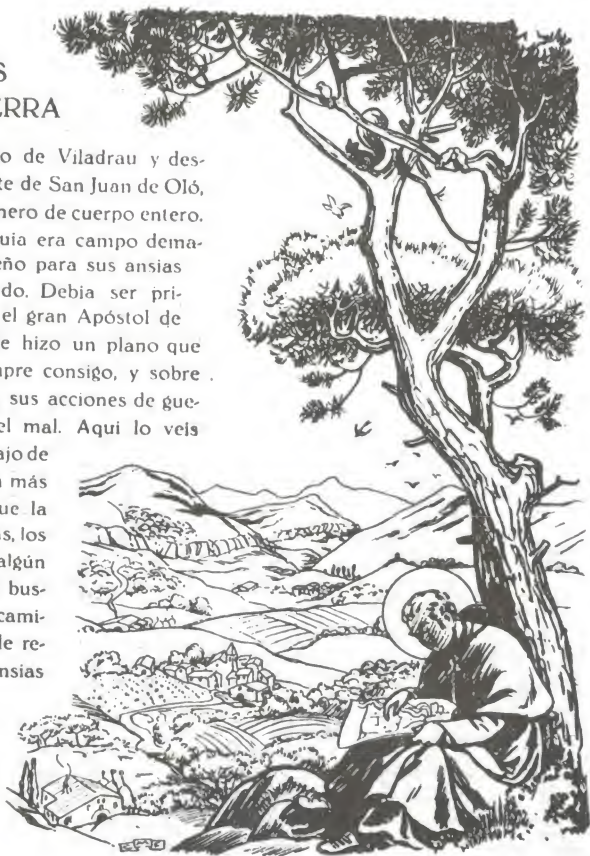 S
ERRA
o de Viladrau y des-
te de San Juan de Oló,
nero de cuerpo entero.
uia era campo dema-
eño para sus ansias
do. Debia ser pri-
el gran Apóstol de
e hizo un plano que
mpre consigo, y sobre
sus acciones de gue-
el mal. Aqui lo veis
ajo de
más
ue la
s, los
algún
bus-
cami-
le re-
nsias